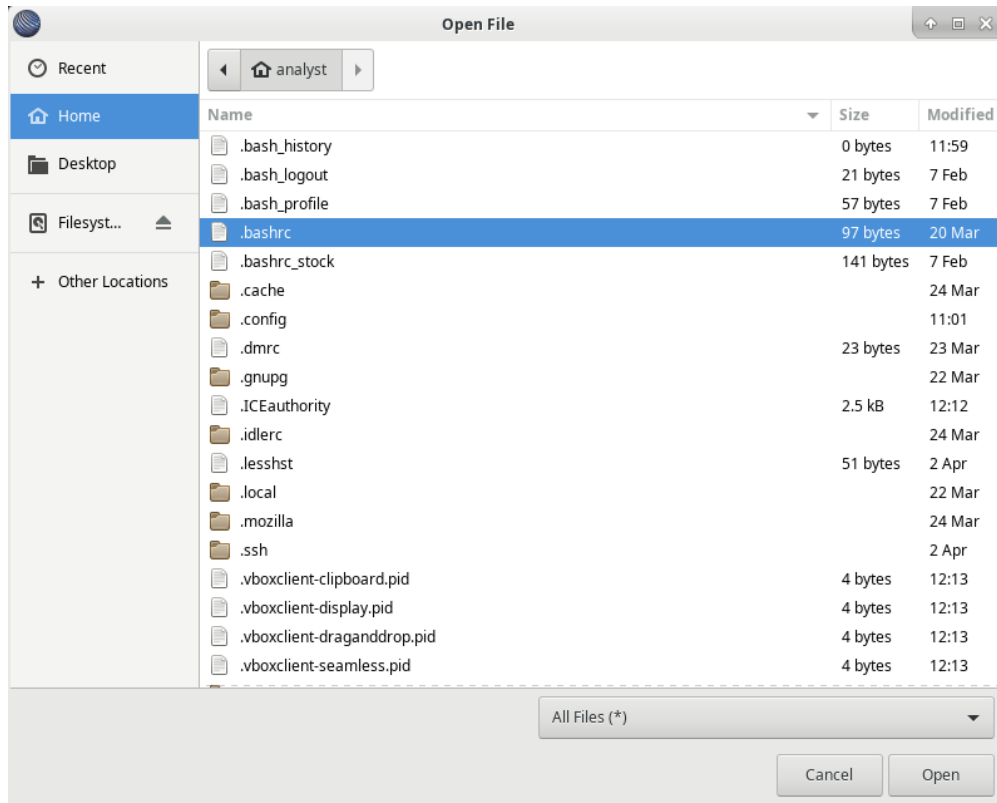 Open File
Recent
Home
Desktop
Filesyst...
Other Locations
analyst
Name Size Modified
.bash_history 0 bytes 11:59
.bash_logout 21 bytes 7 Feb
.bash_profile 57 bytes 7 Feb
.bashrc 97 bytes 20 Mar
.bashrc_stock 141 bytes 7 Feb
.cache 24 Mar
.config 11:01
.dmrc 23 bytes 23 Mar
.gnupg 22 Mar
.ICEauthority 2.5 kB 12:12
.idlerc 24 Mar
.lesshst 51 bytes 2 Apr
.local 22 Mar
.mozilla 24 Mar
.ssh 2 Apr
.vboxclient-clipboard.pid 4 bytes 12:13
.vboxclient-display.pid 4 bytes 12:13
.vboxclient-draganddrop.pid 4 bytes 12:13
.vboxclient-seamless.pid 4 bytes 12:13
All Files (*)
Cancel Open